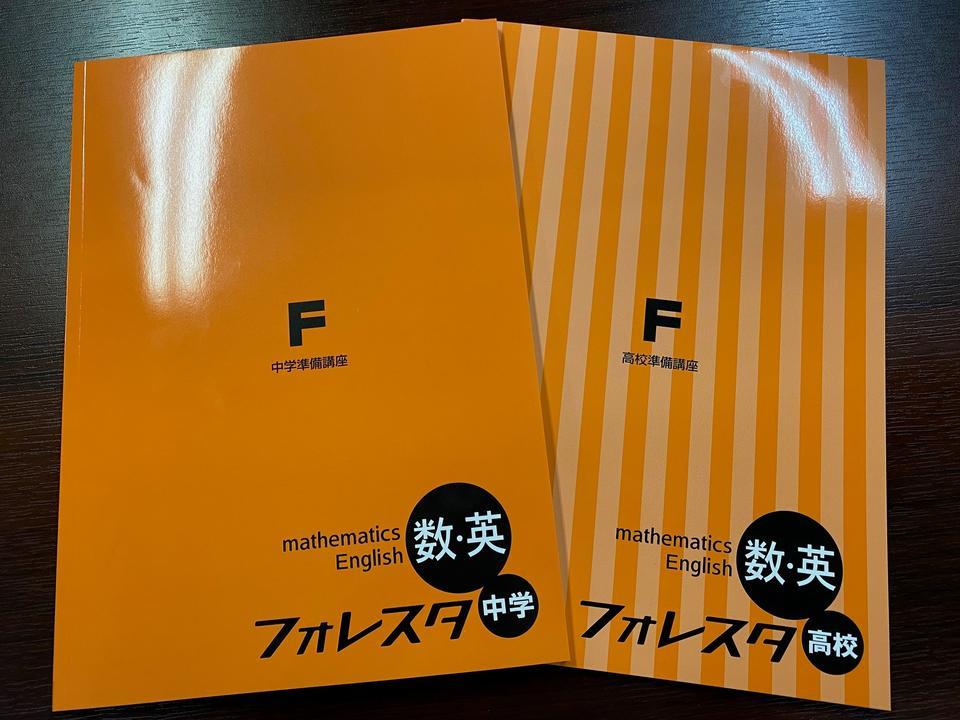 F
中学準備講座
mathematics
English
数・英
フォレスタ
中学
F
高校準備講座
mathematics
English
数・英
フォレスタ
高校